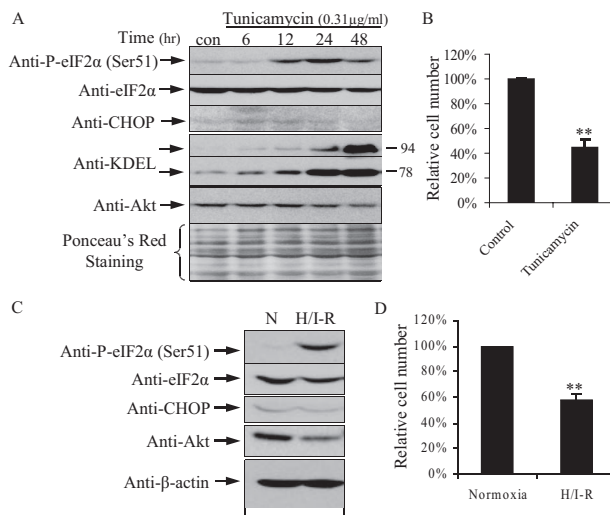 A
Tunicamycin (0.31µg/ml)
Time (hr) con 6 12 24 48
Anti-P-eIF2α (Ser51)
Anti-eIF2α
Anti-CHOP
Anti-KDEL
94
78
Anti-Akt
Ponceau's Red
Staining
B
Relative cell number
120%
100%
80%
60%
40%
20%
0%
**
Control
Tunicamycin
C
N H/I-R
Anti-P-eIF2α (Ser51)
Anti-eIF2α
Anti-CHOP
Anti-Akt
Anti-β-actin
D
Relative cell number
120%
100%
80%
60%
40%
20%
0%
**
Normoxia H/I-R